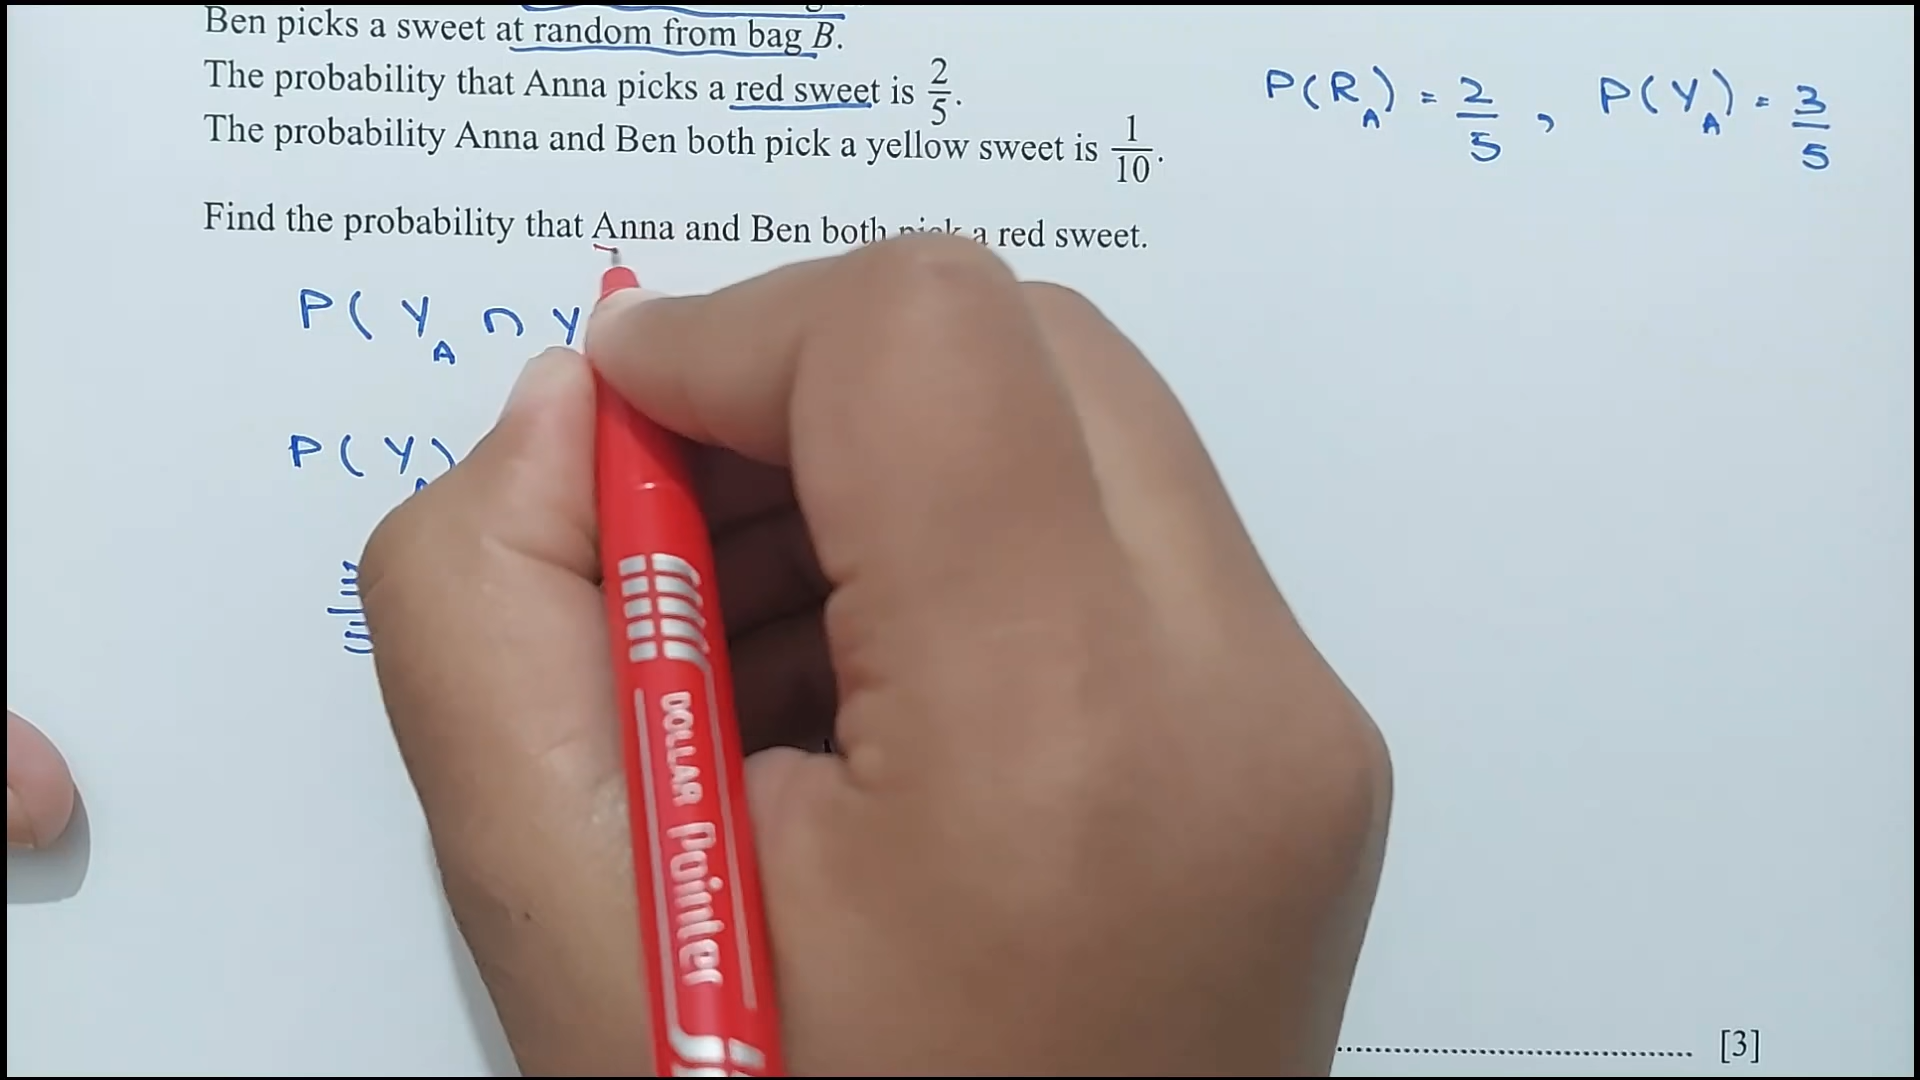 Ben picks a sweet at random from bag B.
The probability that Anna picks a red sweet is 2/5.
The probability Anna and Ben both pick a yellow sweet is 1/10.
Find the probability that Anna and Ben both pick a red sweet.
P(R_A) = 2/5 , P(Y_A) = 3/5
P( Y_A ∩ Y
P(Y_A)
DOLLAR Pointer
[3]